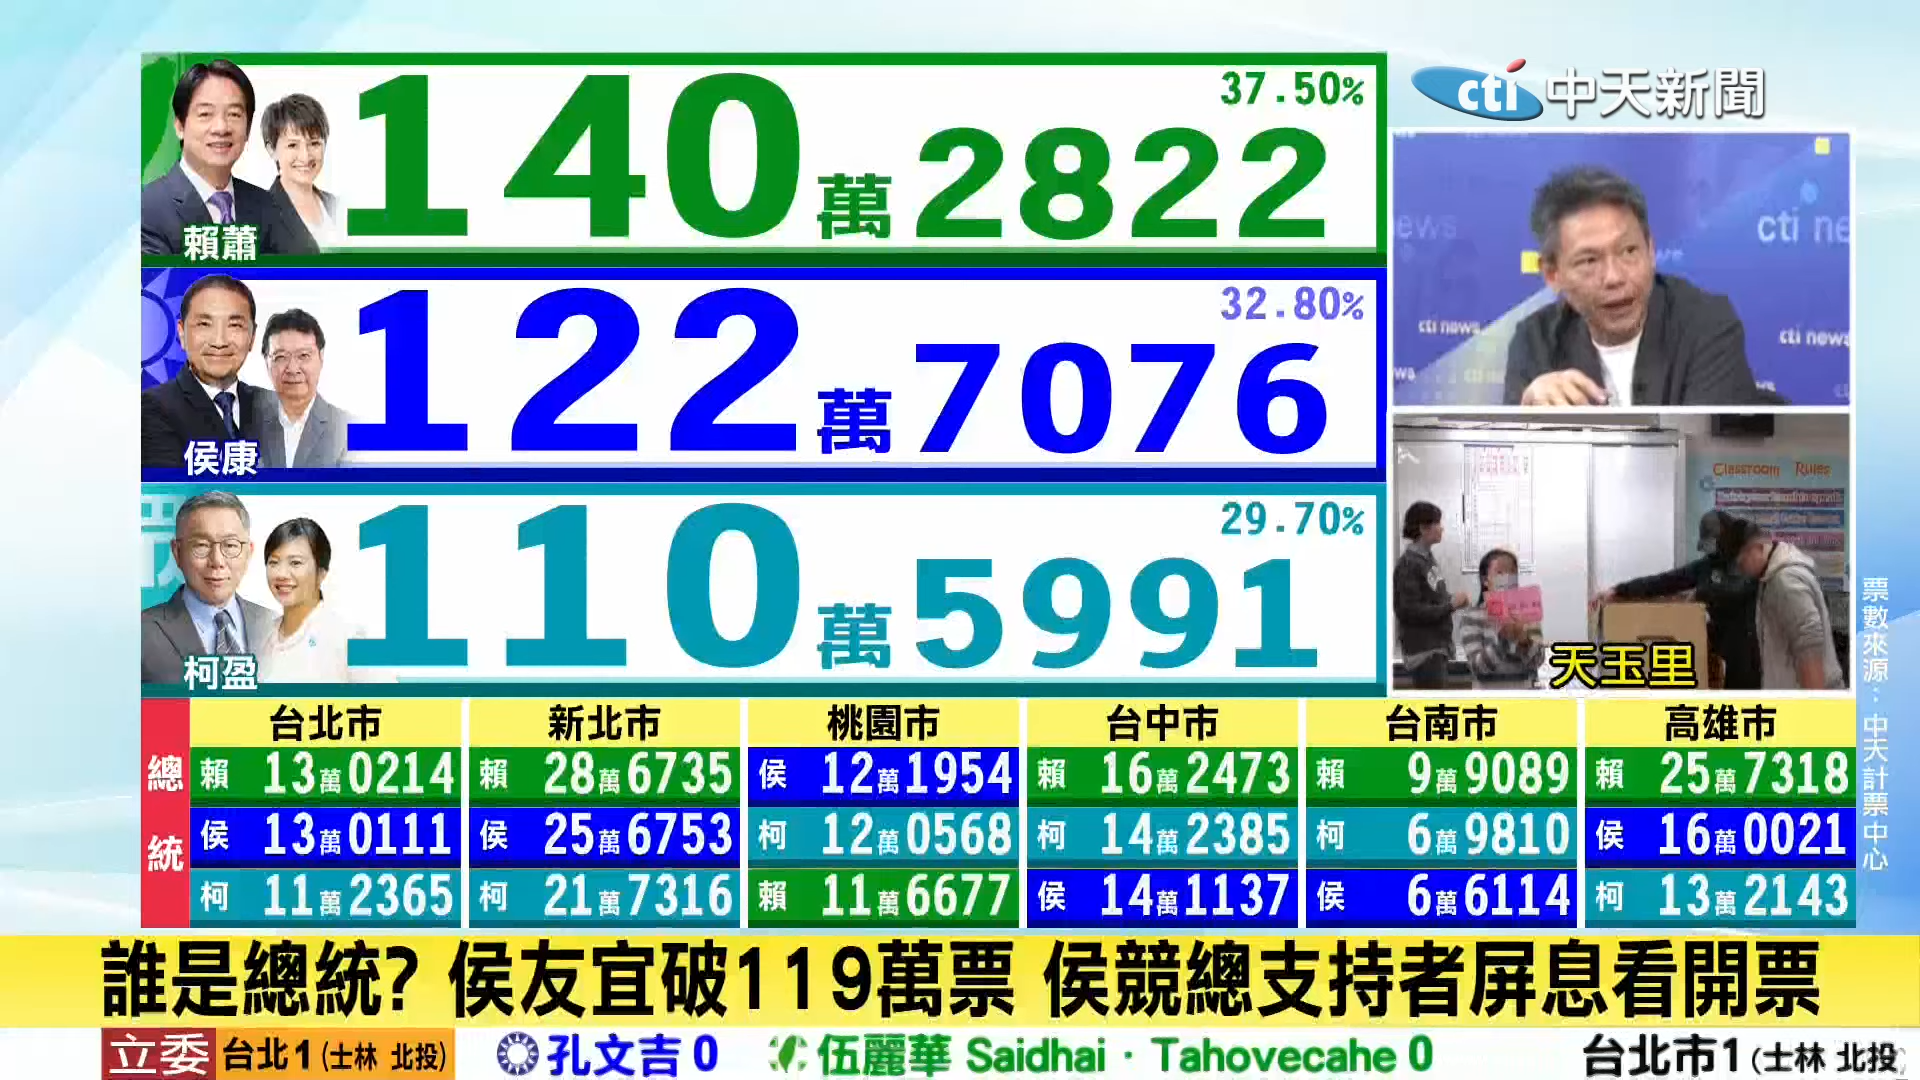 37.50%
140萬2822
賴蕭
32.80%
122萬7076
侯康
29.70%
110萬5991
柯盈
cti 中天新聞
cti news
cti news
Classroom Rules
天玉里
票數來源：中天計票中心
總統
台北市 新北市 桃園市 台中市 台南市 高雄市
賴 13萬0214 賴 28萬6735 侯 12萬1954 賴 16萬2473 賴 9萬9089 賴 25萬7318
侯 13萬0111 侯 25萬6753 柯 12萬0568 柯 14萬2385 柯 6萬9810 侯 16萬0021
柯 11萬2365 柯 21萬7316 賴 11萬6677 侯 14萬1137 侯 6萬6114 柯 13萬2143
誰是總統? 侯友宜破119萬票 侯競總支持者屏息看開票
立委 台北1(士林 北投) 孔文吉 0 伍麗華 Saidhai · Tahovecahe 0 台北市1(士林 北投)